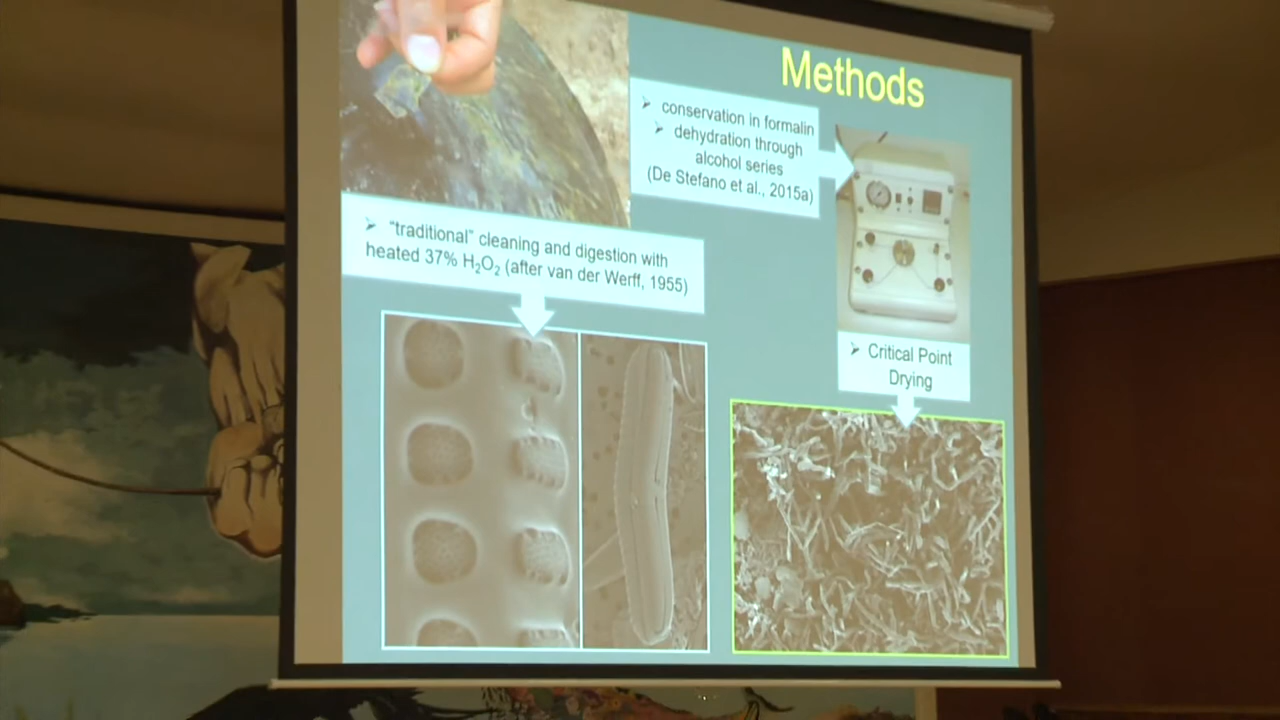 Methods
➢ conservation in formalin
➢ dehydration through
alcohol series
(De Stefano et al., 2015a)
➢ "traditional" cleaning and digestion with
heated 37% H₂O₂ (after van der Werff, 1955)
➢ Critical Point
Drying